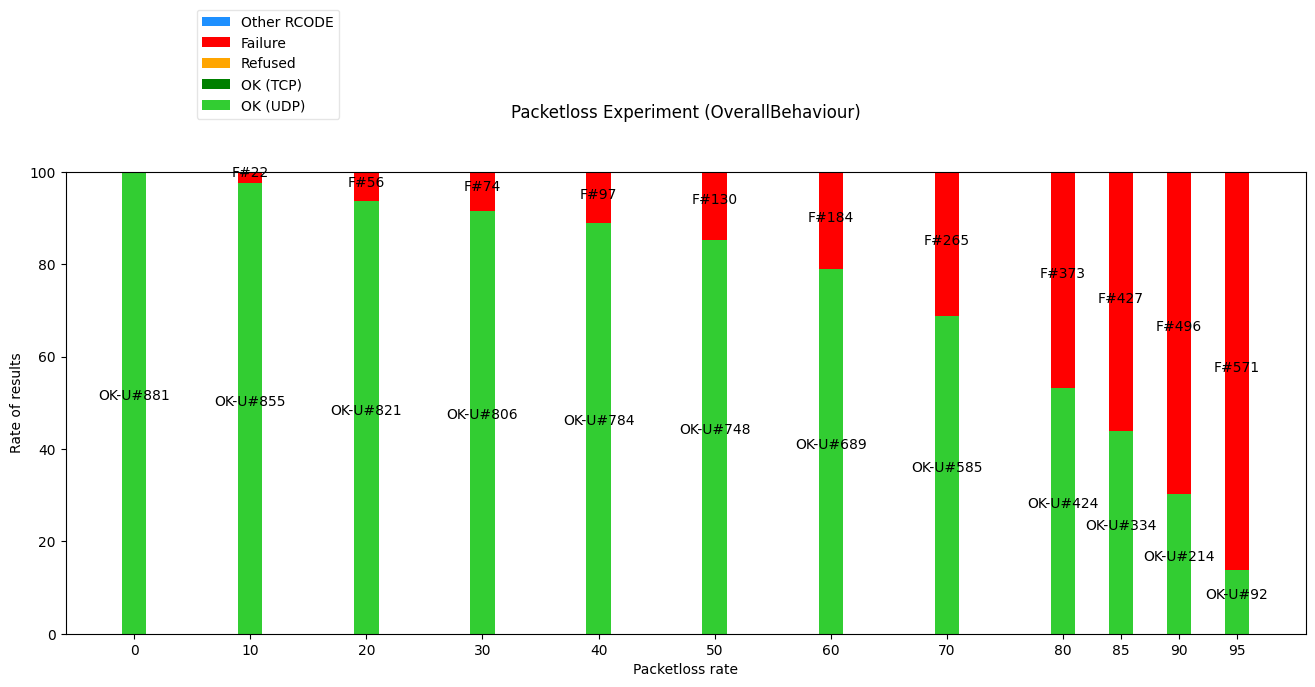 Other RCODE
Failure
Refused
OK (TCP)
OK (UDP)
Packetloss Experiment (OverallBehaviour)
Rate of results
100
80
60
40
20
0
F#22
F#56
F#74
F#97
F#130
F#184
F#265
F#373
F#427
F#496
F#571
OK-U#881
OK-U#855
OK-U#821
OK-U#806
OK-U#784
OK-U#748
OK-U#689
OK-U#585
OK-U#424
OK-U#334
OK-U#214
OK-U#92
0 10 20 30 40 50 60 70 80 85 90 95
Packetloss rate